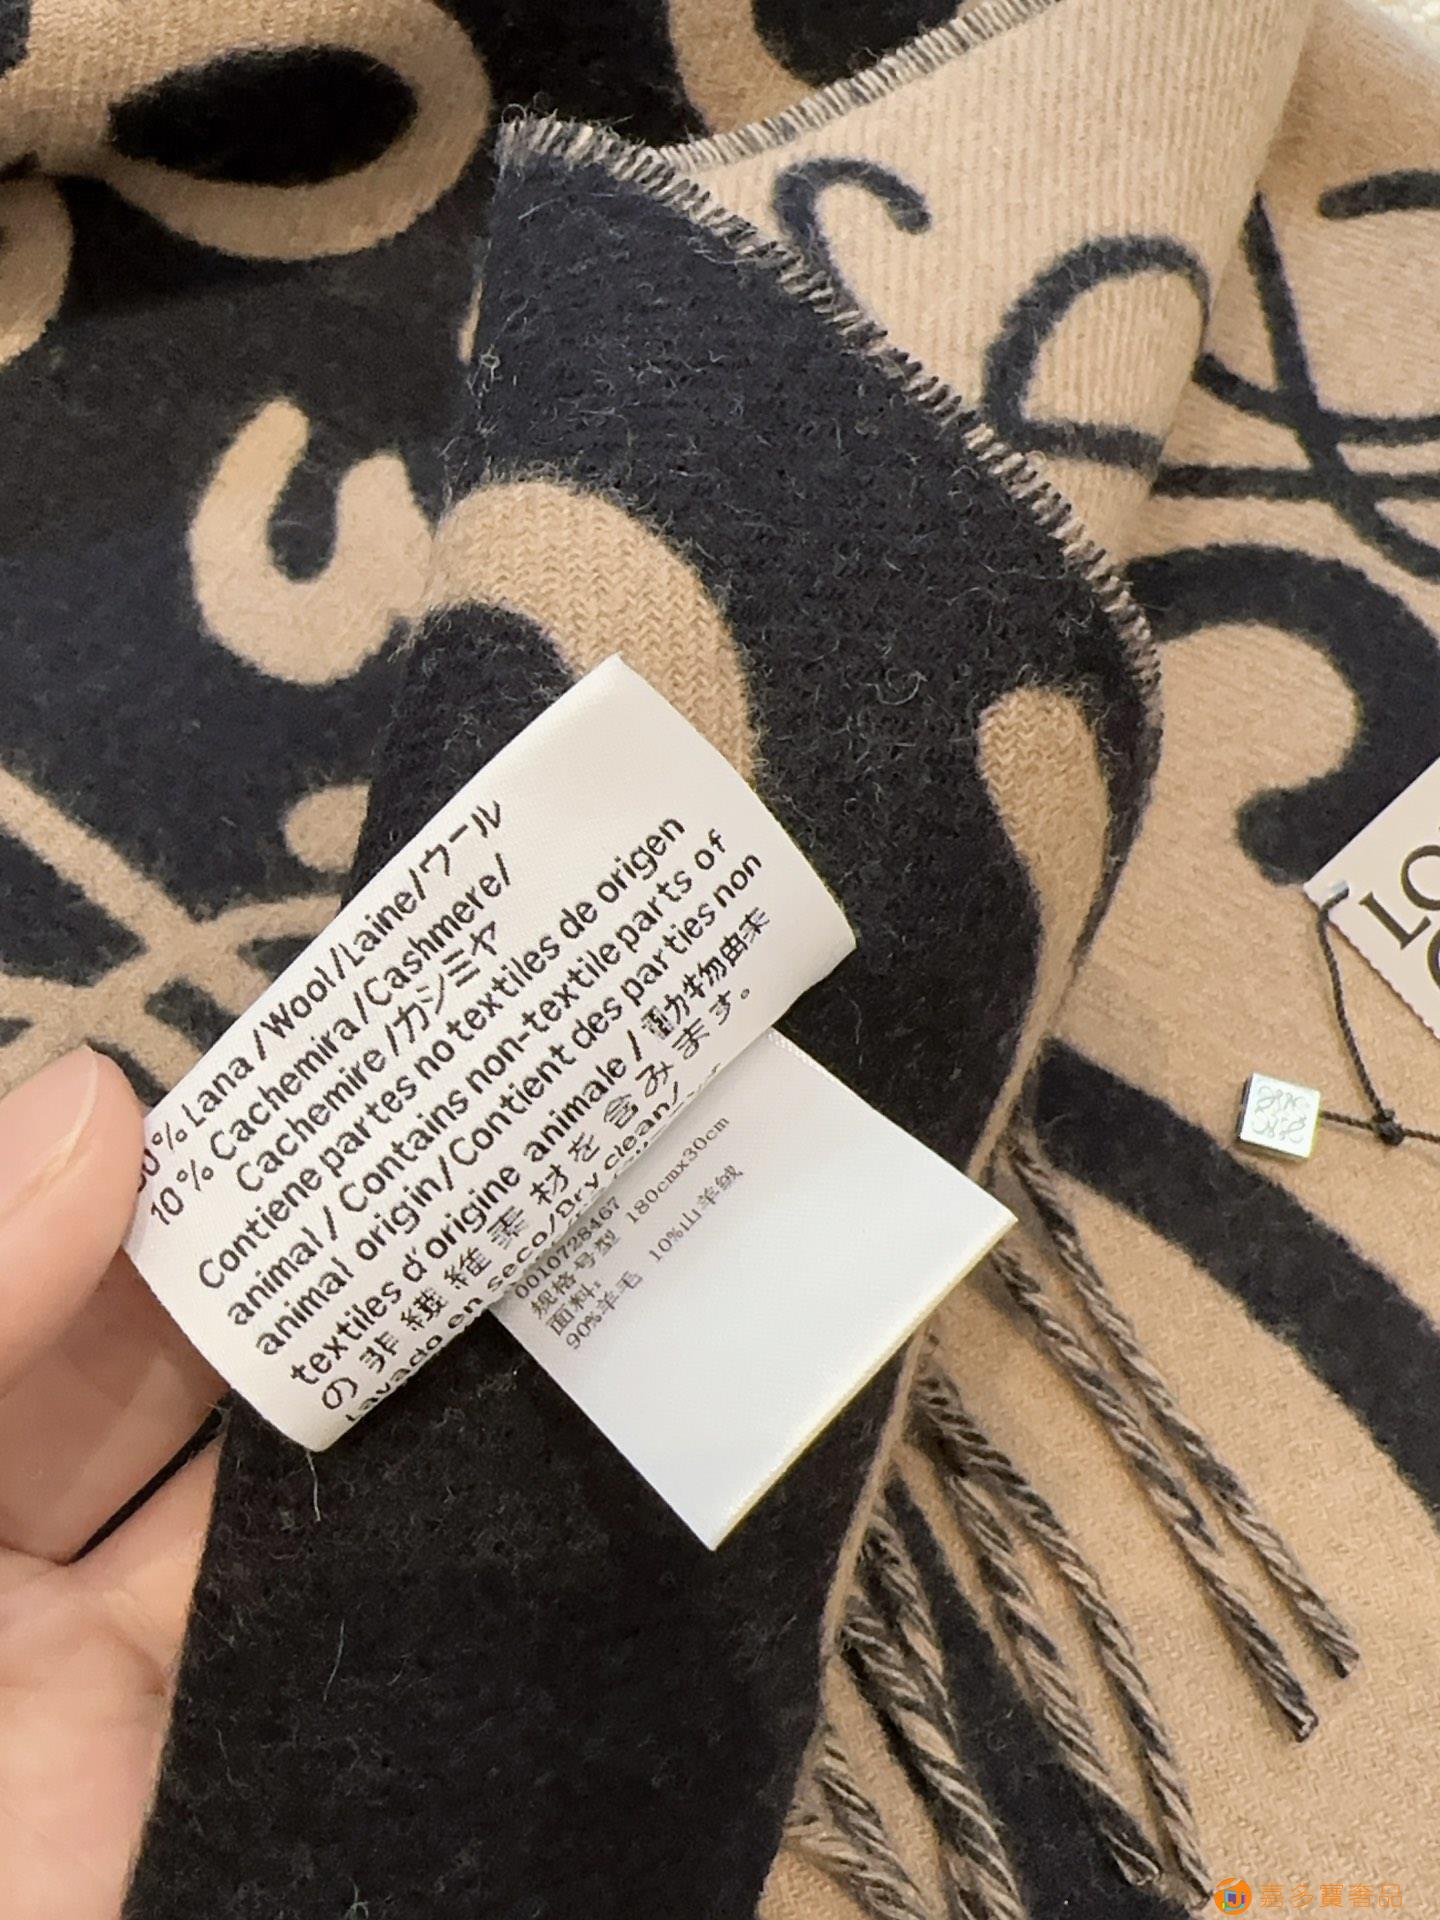 % Lana/Wool/Laine/ウール
10% Cachemira/Cashmere/
Cachemire/カシミヤ
Contiene partes no textiles de origen
animal/Contains non-textile parts of
animal origin/Contient des parties non
textiles d'origine animale/動物由来
の非繊維素材を含みます。
Lavado en seco/Dry clean/
0010728467
规格号型 180cmx30cm
面料:
90%羊毛 10%山羊绒
LO
嘉多寶奢品